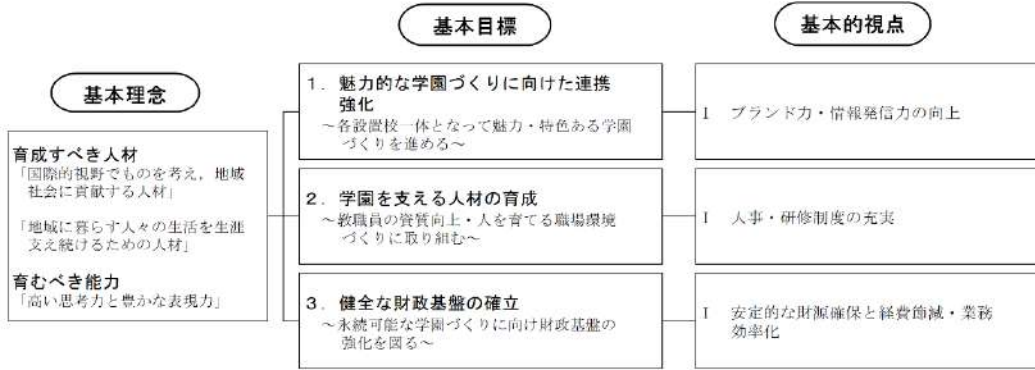 基本理念
育成すべき人材
「国際的視野でものを考え，地域
社会に貢献する人材」
「地域に暮らす人々の生活を生涯
支え続けるための人材」
育むべき能力
「高い思考力と豊かな表現力」
基本目標
1．魅力的な学園づくりに向けた連携
強化
～各設置校一体となって魅力・特色ある学園
づくりを進める～
2．学園を支える人材の育成
～教職員の資質向上・人を育てる職場環境
づくりに取り組む～
3．健全な財政基盤の確立
～永続可能な学園づくりに向け財政基盤の
強化を図る～
基本的視点
Ⅰ ブランド力・情報発信力の向上
Ⅰ 人事・研修制度の充実
Ⅰ 安定的な財源確保と経費節減・業務
効率化